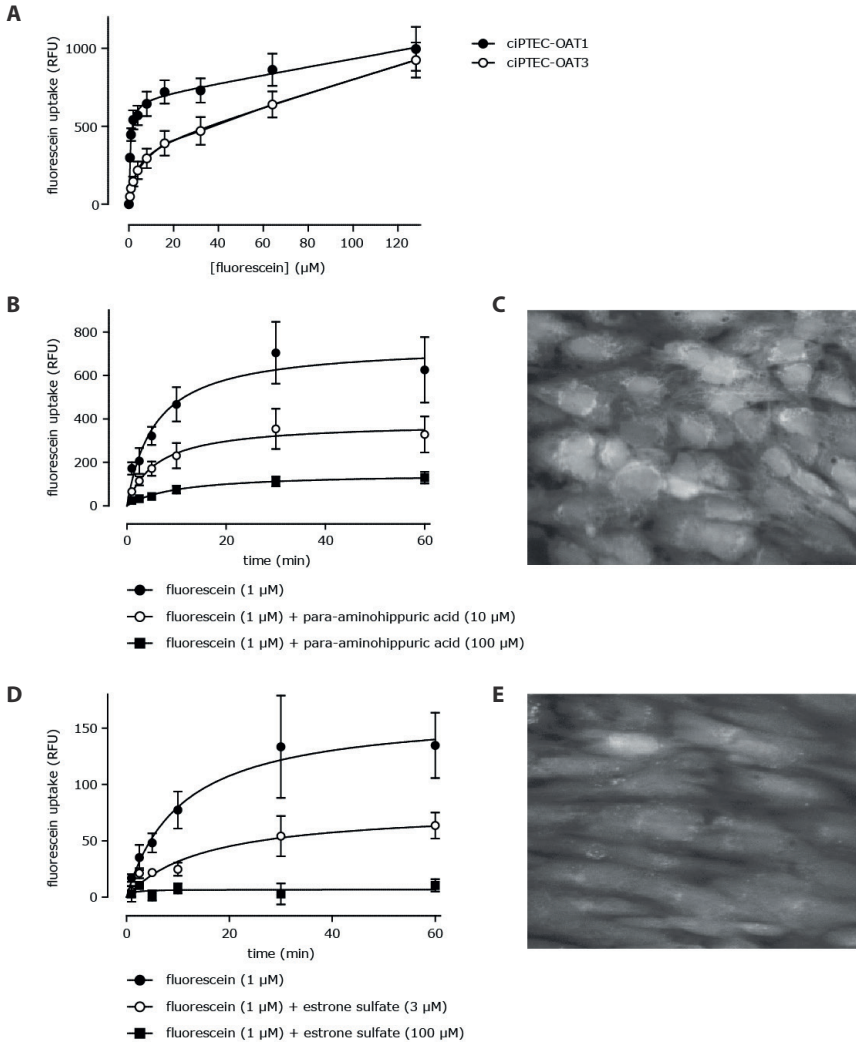 A
fluorescein uptake (RFU)
1000
500
0
0 20 40 60 80 100 120
[fluorescein] (µM)
ciPTEC-OAT1
ciPTEC-OAT3
B
fluorescein uptake (RFU)
800
600
400
200
0
0 20 40 60
time (min)
fluorescein (1 µM)
fluorescein (1 µM) + para-aminohippuric acid (10 µM)
fluorescein (1 µM) + para-aminohippuric acid (100 µM)
C
D
fluorescein uptake (RFU)
150
100
50
0
0 20 40 60
time (min)
fluorescein (1 µM)
fluorescein (1 µM) + estrone sulfate (3 µM)
fluorescein (1 µM) + estrone sulfate (100 µM)
E